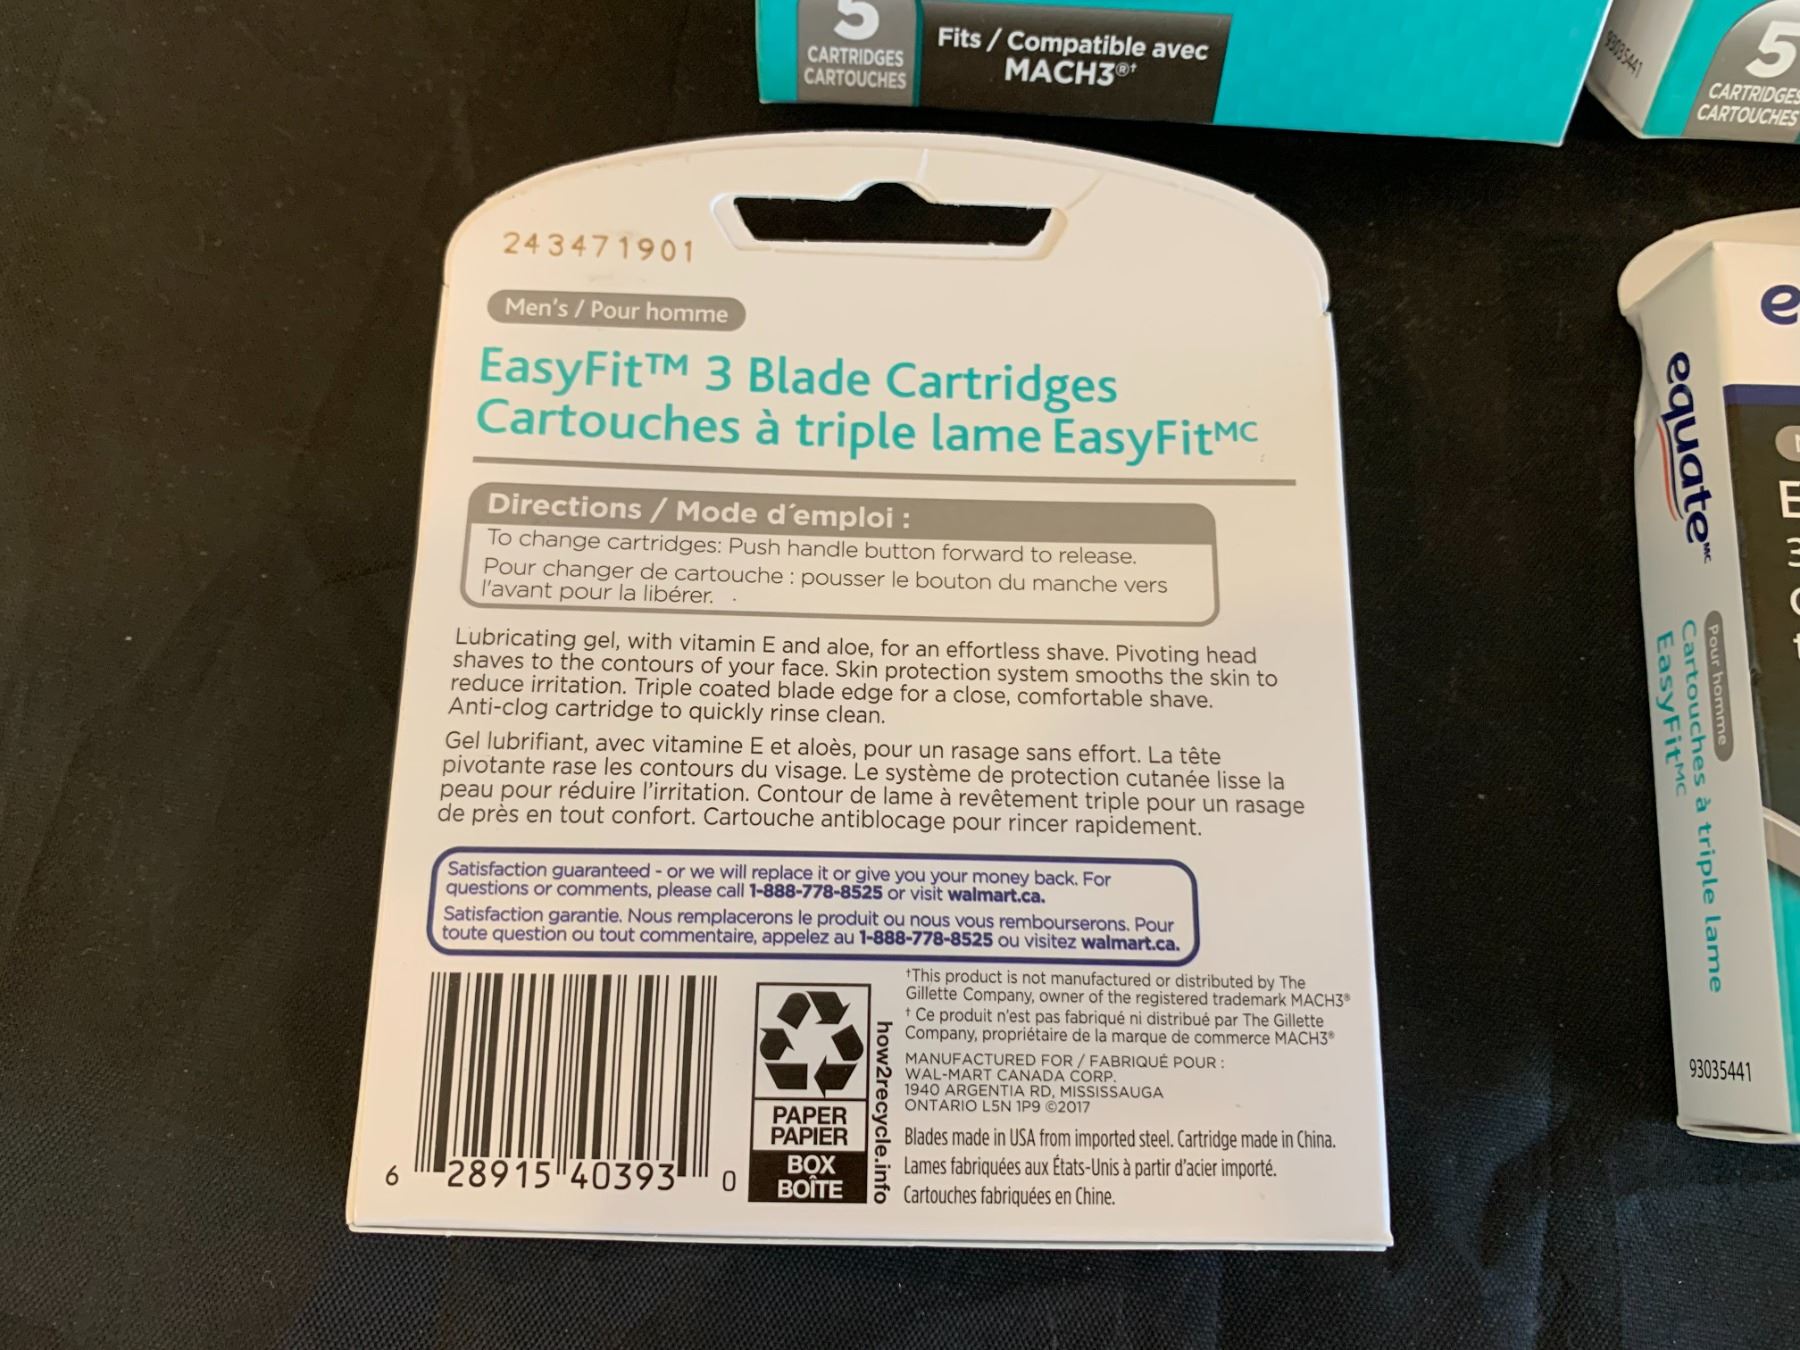 5
CARTRIDGES
CARTOUCHES
Fits / Compatible avec
MACH3®†
93035441
5
CARTRIDGES
CARTOUCHES
243471901
Men's / Pour homme
EasyFit™ 3 Blade Cartridges
Cartouches à triple lame EasyFitᴹᶜ
Directions / Mode d'emploi :
To change cartridges: Push handle button forward to release.
Pour changer de cartouche : pousser le bouton du manche vers
l'avant pour la libérer.
Lubricating gel, with vitamin E and aloe, for an effortless shave. Pivoting head
shaves to the contours of your face. Skin protection system smooths the skin to
reduce irritation. Triple coated blade edge for a close, comfortable shave.
Anti-clog cartridge to quickly rinse clean.
Gel lubrifiant, avec vitamine E et aloès, pour un rasage sans effort. La tête
pivotante rase les contours du visage. Le système de protection cutanée lisse la
peau pour réduire l'irritation. Contour de lame à revêtement triple pour un rasage
de près en tout confort. Cartouche antiblocage pour rincer rapidement.
Satisfaction guaranteed - or we will replace it or give you your money back. For
questions or comments, please call 1-888-778-8525 or visit walmart.ca.
Satisfaction garantie. Nous remplacerons le produit ou nous vous rembourserons. Pour
toute question ou tout commentaire, appelez au 1-888-778-8525 ou visitez walmart.ca.
6 28915 40393 0
PAPER
PAPIER
BOX
BOÎTE
how2recycle.info
†This product is not manufactured or distributed by The
Gillette Company, owner of the registered trademark MACH3®
† Ce produit n'est pas fabriqué ni distribué par The Gillette
Company, propriétaire de la marque de commerce MACH3®
MANUFACTURED FOR / FABRIQUÉ POUR :
WAL-MART CANADA CORP.
1940 ARGENTIA RD, MISSISSAUGA
ONTARIO L5N 1P9 ©2017
Blades made in USA from imported steel. Cartridge made in China.
Lames fabriquées aux États-Unis à partir d'acier importé.
Cartouches fabriquées en Chine.
equateᴹᶜ
Pour homme
Cartouches à triple lame
EasyFitᴹᶜ
93035441